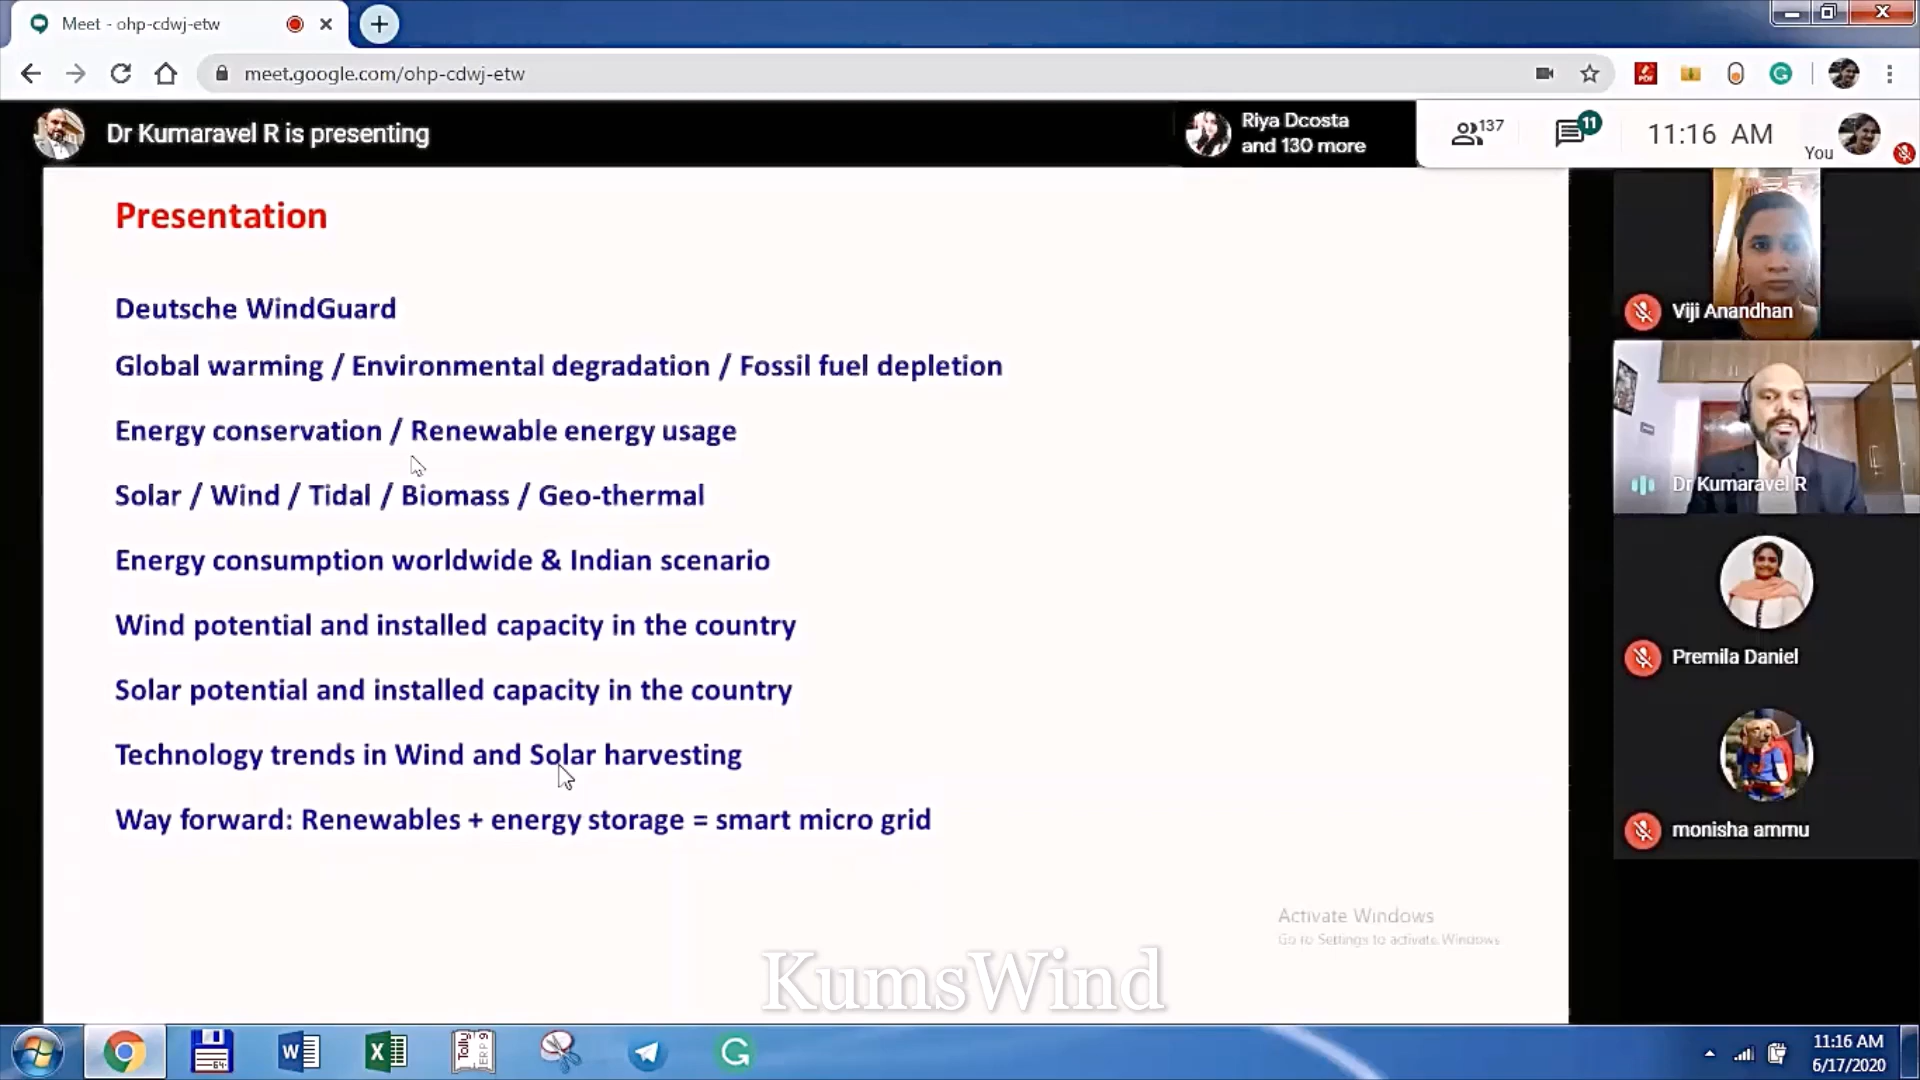 Meet - ohp-cdwj-etw
meet.google.com/ohp-cdwj-etw
Dr Kumaravel R is presenting
Riya Dcosta
and 130 more
137
11
11:16 AM
You
Presentation
Deutsche WindGuard
Global warming / Environmental degradation / Fossil fuel depletion
Energy conservation / Renewable energy usage
Solar / Wind / Tidal / Biomass / Geo-thermal
Energy consumption worldwide & Indian scenario
Wind potential and installed capacity in the country
Solar potential and installed capacity in the country
Technology trends in Wind and Solar harvesting
Way forward: Renewables + energy storage = smart micro grid
Viji Anandhan
Dr Kumaravel R
Premila Daniel
monisha ammu
Activate Windows
Go to Settings to activate Windows
KumsWind
PDF
64
W
X
Tally
ERP 9
11:16 AM
6/17/2020